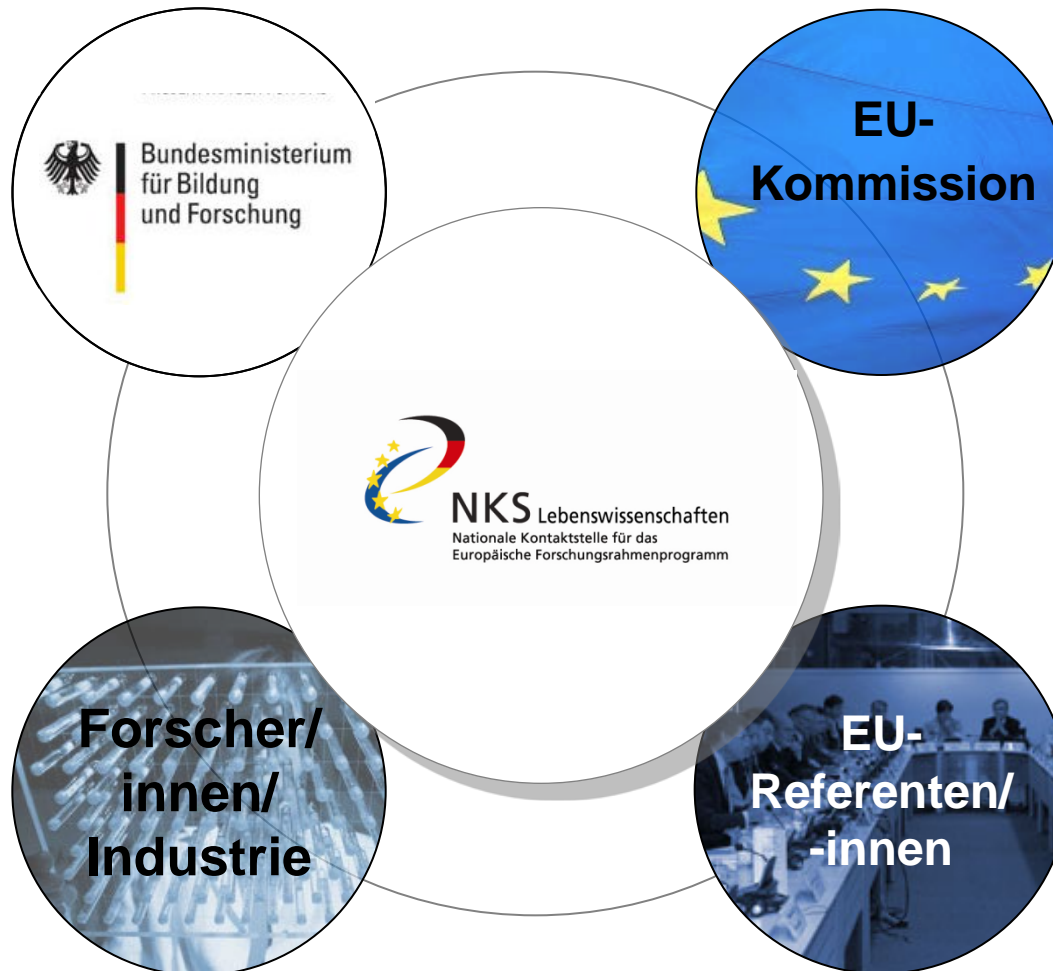 Bundesministerium
für Bildung
und Forschung
EU-
Kommission
NKS Lebenswissenschaften
Nationale Kontaktstelle für das
Europäische Forschungsrahmenprogramm
Forscher/
innen/
Industrie
EU-
Referenten/
-innen